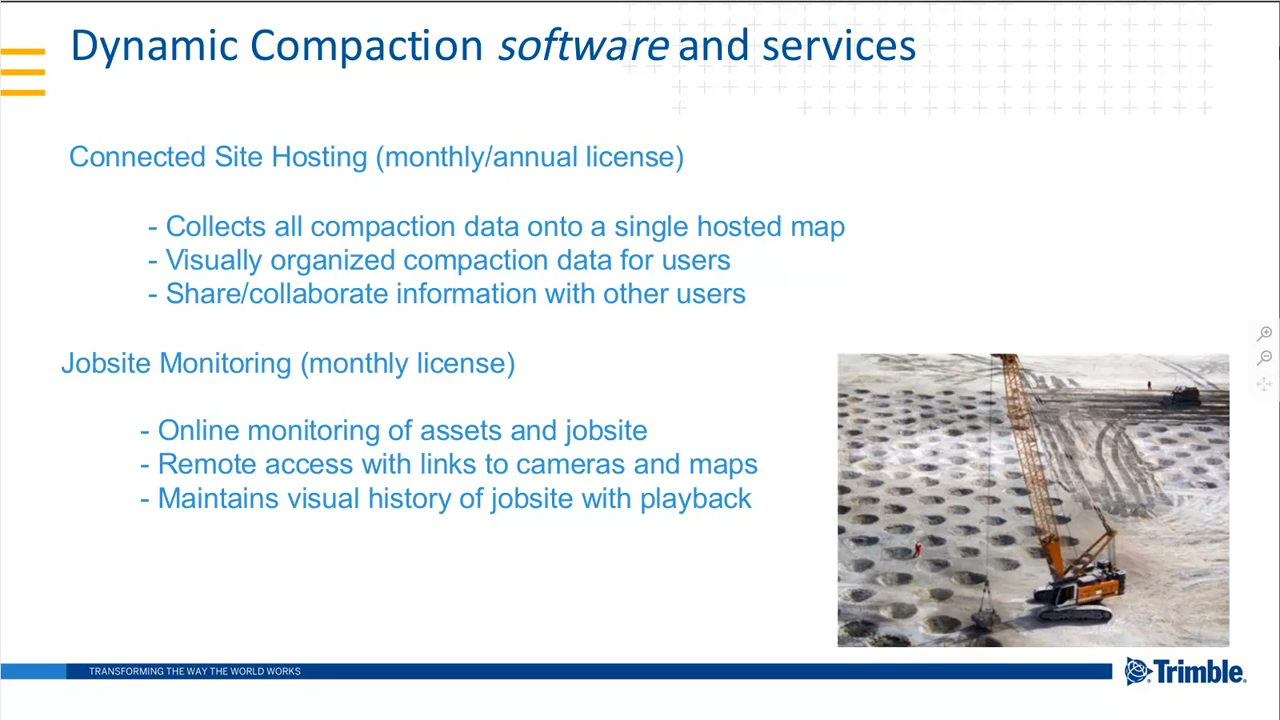 Dynamic Compaction software and services
Connected Site Hosting (monthly/annual license)
- Collects all compaction data onto a single hosted map
- Visually organized compaction data for users
- Share/collaborate information with other users
Jobsite Monitoring (monthly license)
- Online monitoring of assets and jobsite
- Remote access with links to cameras and maps
- Maintains visual history of jobsite with playback
TRANSFORMING THE WAY THE WORLD WORKS
Trimble